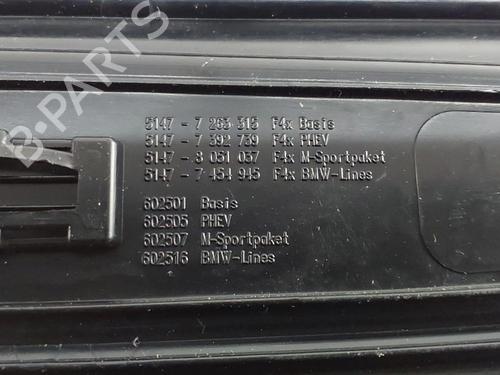 B-PARTS
5147 - 7 263 315 F4x Basis
5147 - 7 392 739 F4x PHEV
5147 - 8 051 037 F4x M-Sportpaket
5147 - 7 454 945 F4x BMW-Lines
602501 Basis
602505 PHEV
602507 M-Sportpaket
602516 BMW-Lines